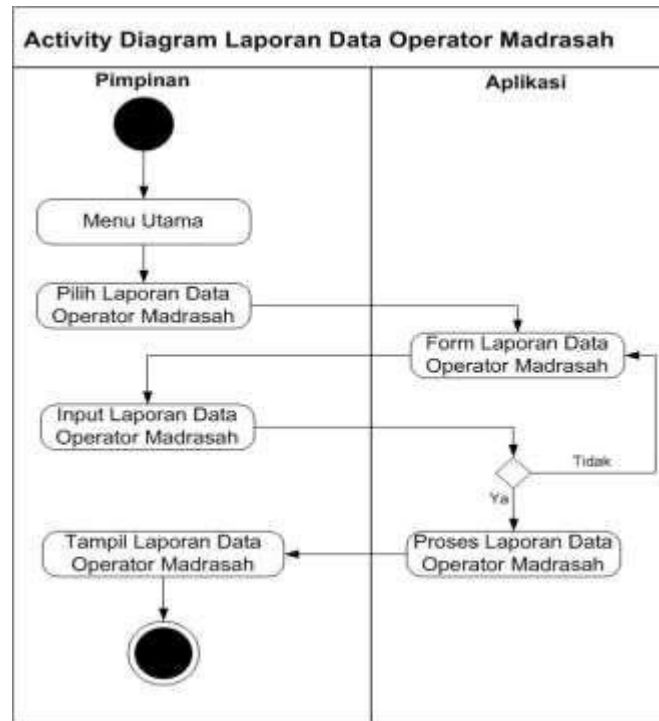 Activity Diagram Laporan Data Operator Madrasah
Pimpinan
Aplikasi
Menu Utama
Pilih Laporan Data
Operator Madrasah
Form Laporan Data
Operator Madrasah
Input Laporan Data
Operator Madrasah
Tidak
Ya
Proses Laporan Data
Operator Madrasah
Tampil Laporan Data
Operator Madrasah